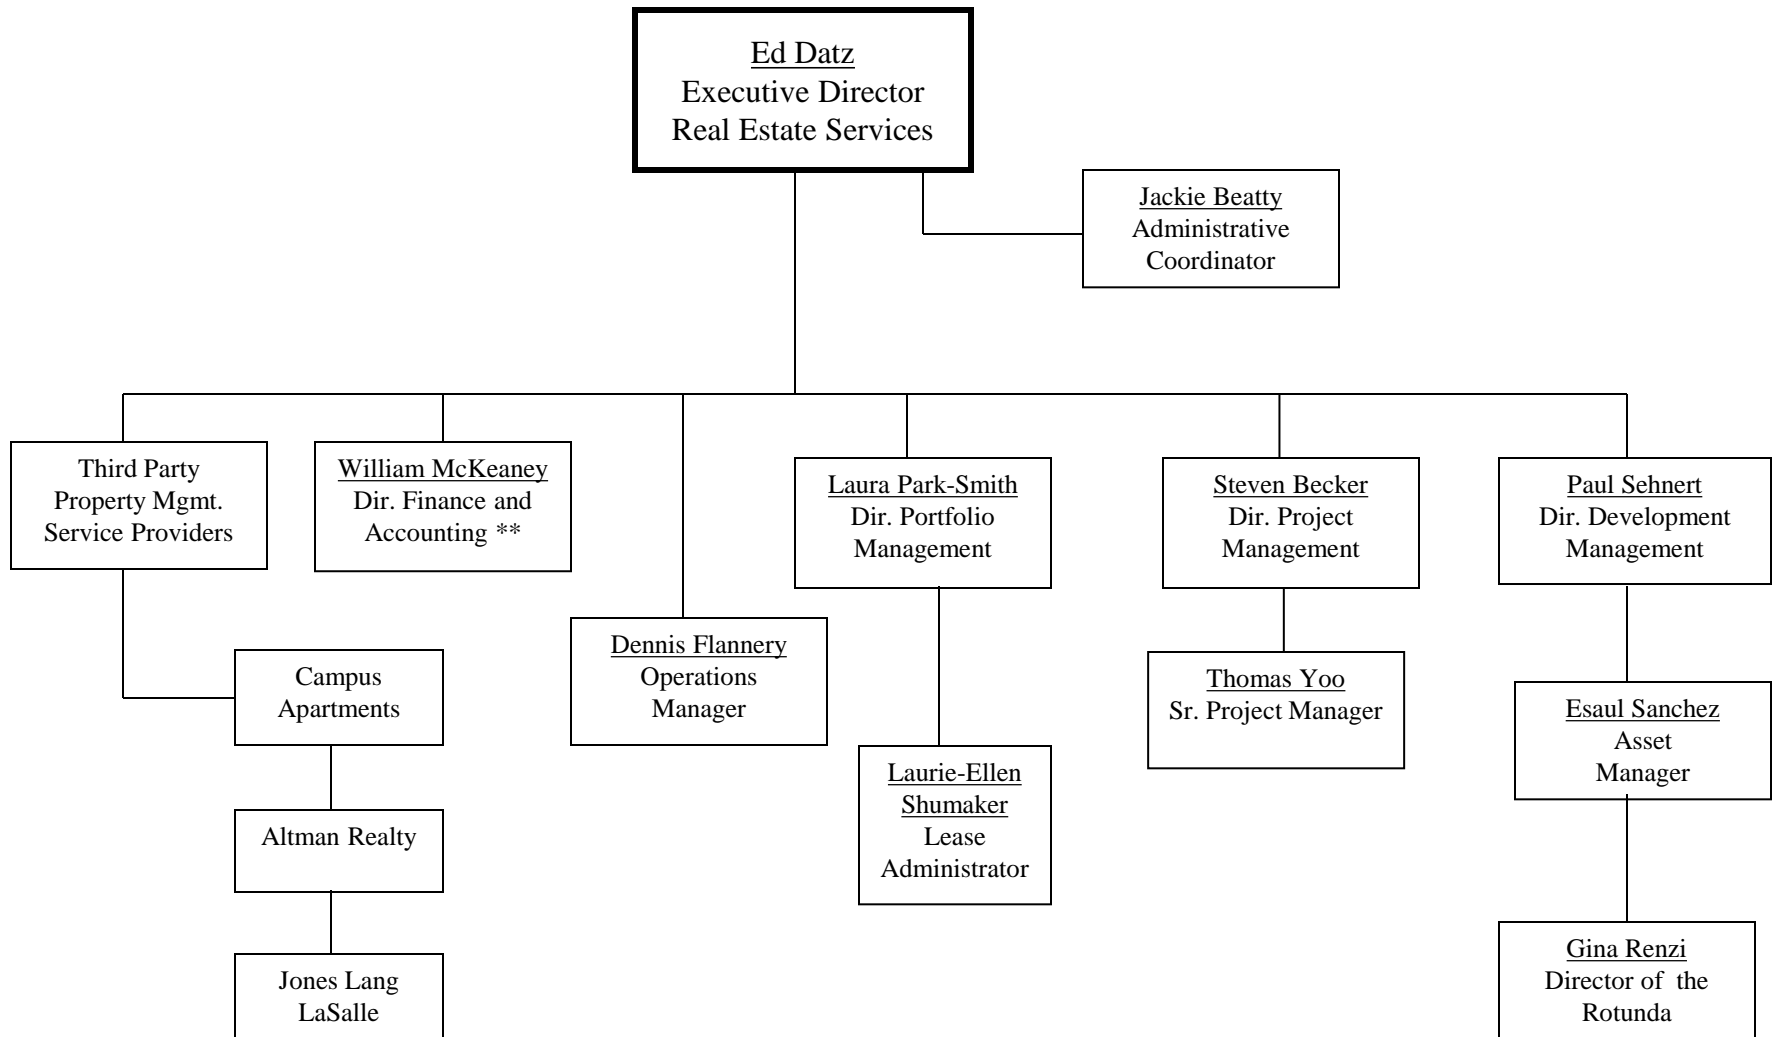 Ed Datz
Executive Director
Real Estate Services
Jackie Beatty
Administrative
Coordinator
Third Party
Property Mgmt.
Service Providers
William McKeaney
Dir. Finance and
Accounting **
Laura Park-Smith
Dir. Portfolio
Management
Steven Becker
Dir. Project
Management
Paul Sehnert
Dir. Development
Management
Dennis Flannery
Operations
Manager
Campus
Apartments
Thomas Yoo
Sr. Project Manager
Esaul Sanchez
Asset
Manager
Laurie-Ellen
Shumaker
Lease
Administrator
Altman Realty
Jones Lang
LaSalle
Gina Renzi
Director of  the
Rotunda